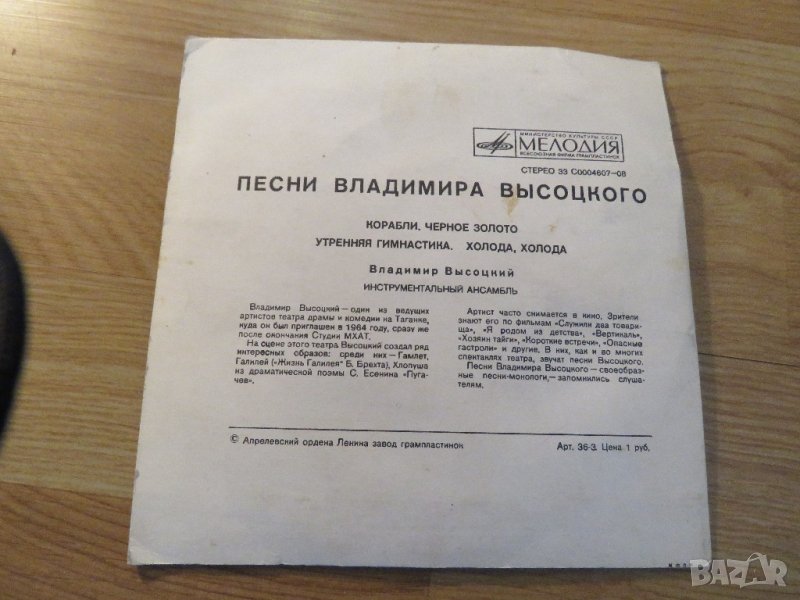 МИНИСТЕРСТВО КУЛЬТУРЫ СССР
МЕЛОДИЯ
ВСЕСОЮЗНАЯ ФИРМА ГРАМПЛАСТИНОК
СТЕРЕО 33 С0004607–08
ПЕСНИ ВЛАДИМИРА ВЫСОЦКОГО
КОРАБЛИ. ЧЕРНОЕ ЗОЛОТО
УТРЕННЯЯ ГИМНАСТИКА. ХОЛОДА, ХОЛОДА
Владимир Высоцкий
ИНСТРУМЕНТАЛЬНЫЙ АНСАМБЛЬ
Владимир Высоцкий — один из ведущих
артистов театра драмы и комедии на Таганке,
куда он был приглашен в 1964 году, сразу же
после окончания Студии МХАТ.
На сцене этого театра Высоцкий создал ряд
интересных образов: среди них — Гамлет,
Галилей («Жизнь Галилея" Б. Брехта), Хлопуша
из драматической поэмы С. Есенина «Пуга-
чев».
Артист часто снимается в кино. Зрители
знают его по фильмам «Служили два товари-
ща», «Я родом из детства», «Вертикаль»,
«Хозяин тайги», «Короткие встречи», «Опасные
гастроли» и другие. В них, как и во многих
спектаклях театра, звучат песни Высоцкого.
Песни Владимира Высоцкого — своеобраз-
ные песни-монологи, — запомнились слуша-
телям.
© Апрелевский ордена Ленина завод грампластинок
Арт. 36-3. Цена 1 руб.
BAZAR